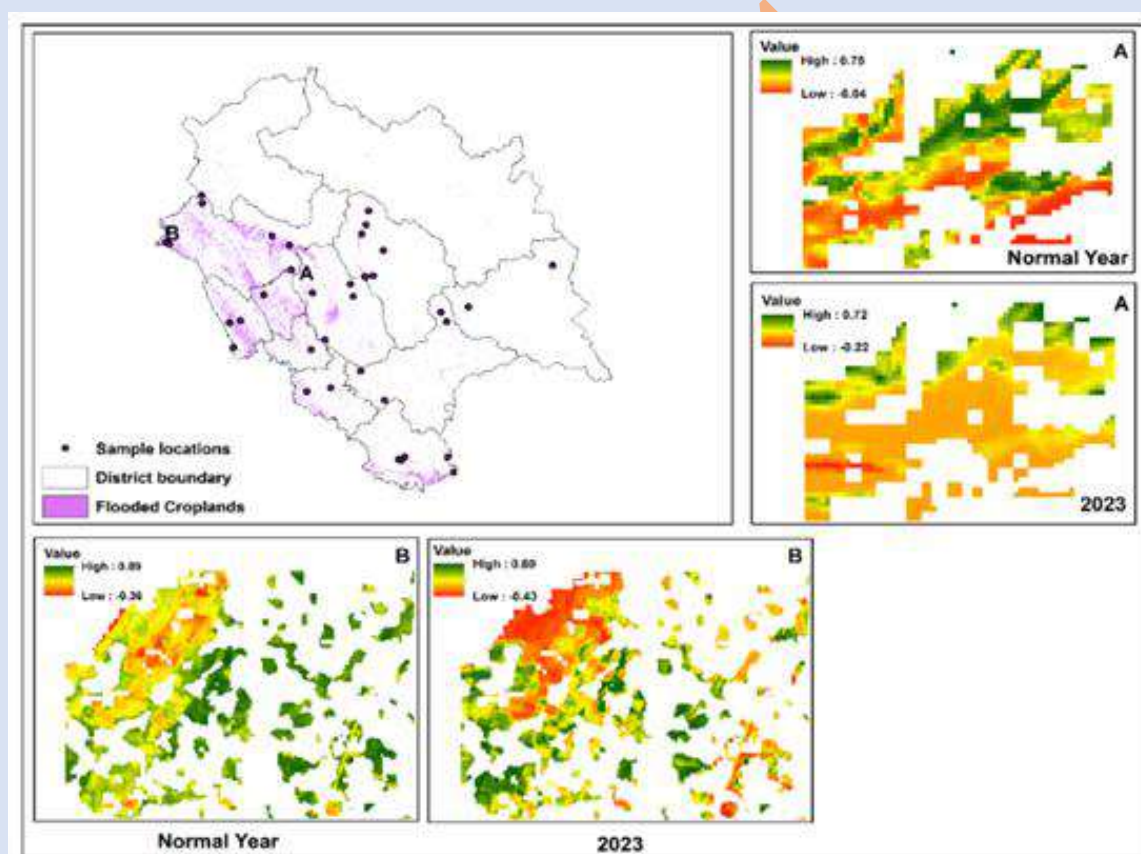 B
A
Sample locations
District boundary
Flooded Croplands
Value
High : 0.75
Low : -0.04
A
Normal Year
Value
High : 0.72
Low : -0.22
A
2023
Value
High : 0.89
Low : -0.36
B
Normal Year
Value
High : 0.89
Low : -0.43
B
2023